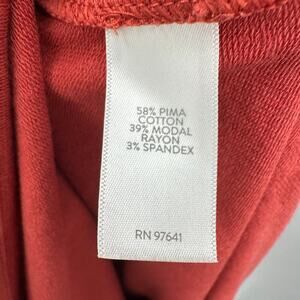 58% PIMA
COTTON
39% MODAL
RAYON
3% SPANDEX
RN 97641